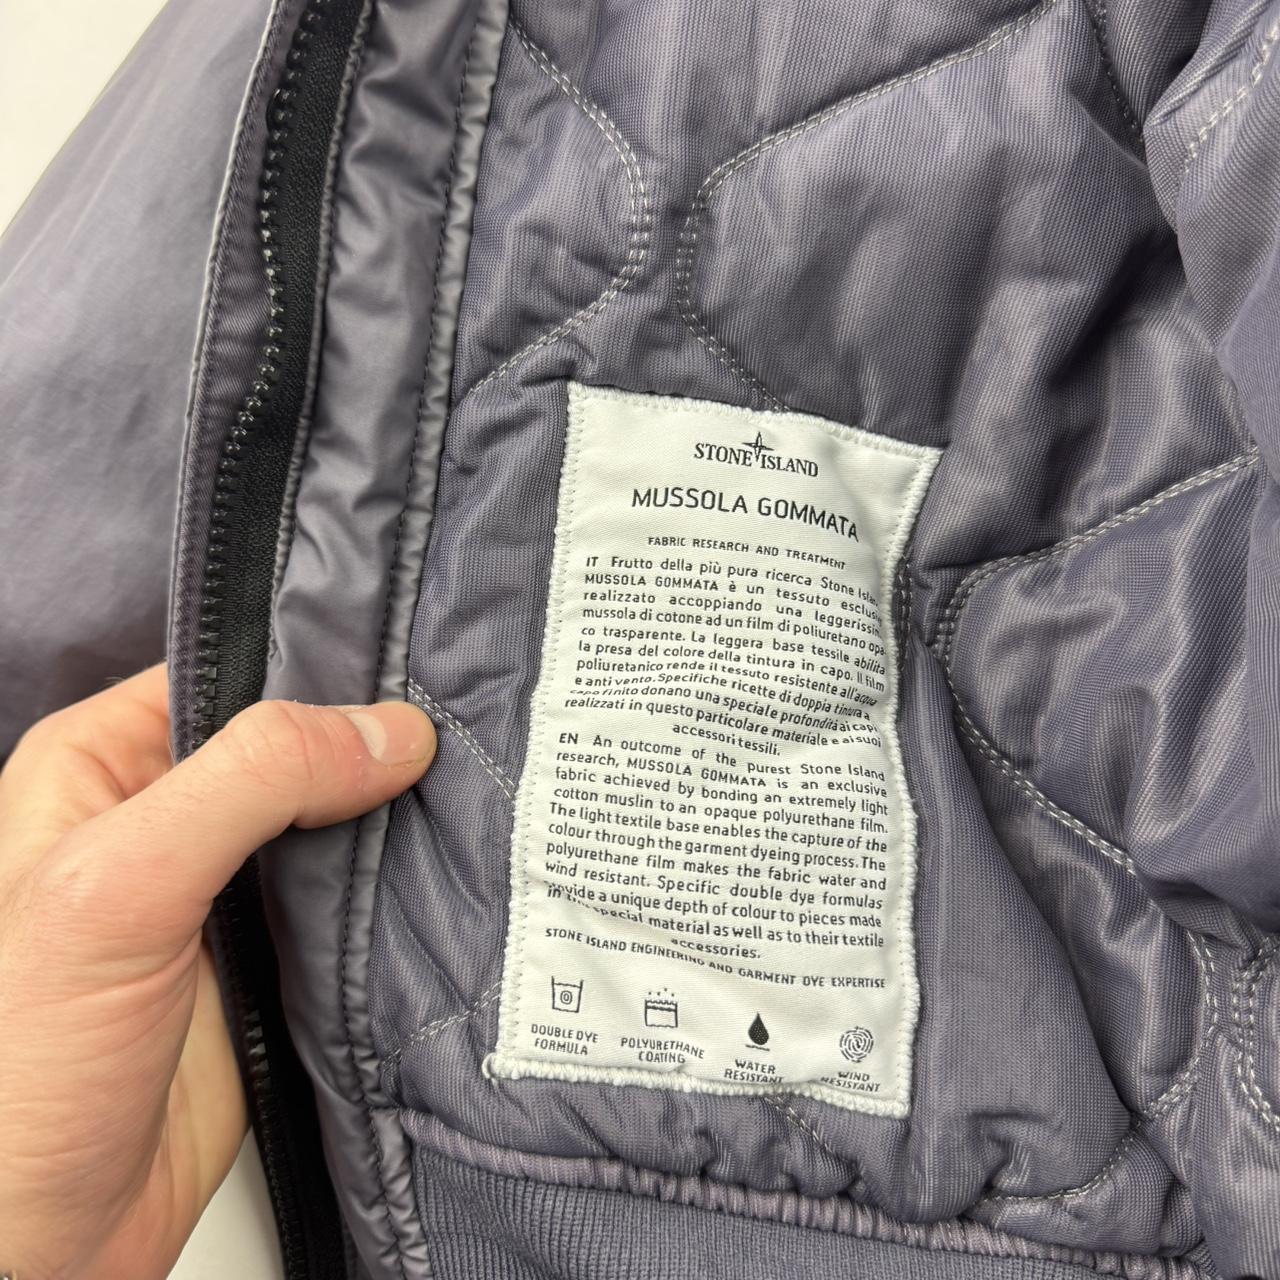 STONE ISLAND
MUSSOLA GOMMATA
FABRIC RESEARCH AND TREATMENT
IT Frutto della più pura ricerca Stone
MUSSOLA GOMMATA è un tessuto
realizzato accoppiando una
mussola di cotone ad un film di poliuretano
co trasparente. La leggera base tessile abilita
la presa del colore della tintura in capo. Il film
poliuretanico rende il tessuto resistente all'acqua
e anti vento. Specifiche ricette di doppia tintura a
capo finito donano una speciale profondità ai capi
realizzati in questo particolare materiale e ai suoi
accessori tessili.
EN An outcome of the purest Stone Island
research, MUSSOLA GOMMATA is an exclusive
fabric achieved by bonding an extremely light
cotton muslin to an opaque polyurethane film.
The light textile base enables the capture of the
colour through the garment dyeing process. The
polyurethane film makes the fabric water and
wind resistant. Specific double dye formulas
provide a unique depth of colour to pieces made
in this special material as well as to their textile
accessories.
STONE ISLAND ENGINEERING AND GARMENT DYE EXPERTISE
DOUBLE DYE
FORMULA
POLYURETHANE
COATING
WATER
RESISTANT
WIND
RESISTANT